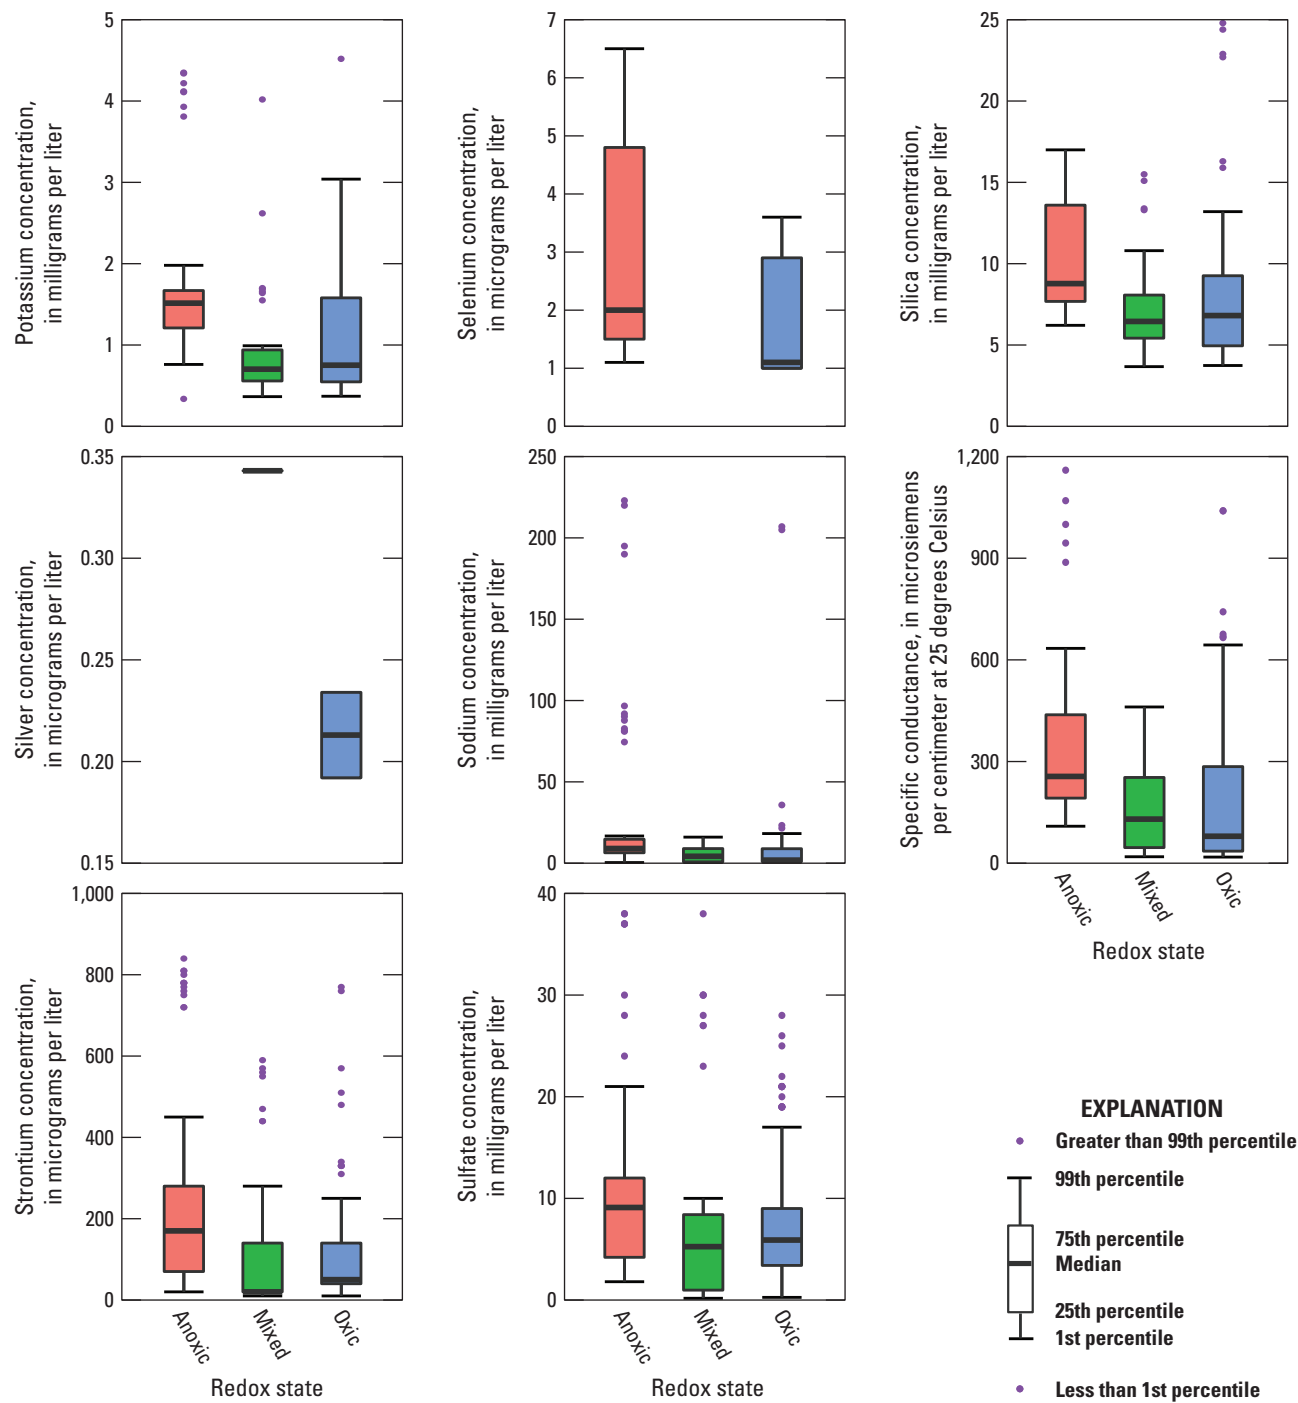 Potassium concentration,
in milligrams per liter
5
4
3
2
1
0
Selenium concentration,
in micrograms per liter
7
6
5
4
3
2
1
0
Silica concentration,
in milligrams per liter
25
20
15
10
5
0
Silver concentration,
in micrograms per liter
0.35
0.30
0.25
0.20
0.15
Sodium concentration,
in milligrams per liter
250
200
150
100
50
0
Specific conductance, in microsiemens
per centimeter at 25 degrees Celsius
1,200
900
600
300
0
Anoxic
Mixed
Oxic
Redox state
Strontium concentration,
in micrograms per liter
1,000
800
600
400
200
0
Anoxic
Mixed
Oxic
Redox state
Sulfate concentration,
in milligrams per liter
40
30
20
10
0
Anoxic
Mixed
Oxic
Redox state
EXPLANATION
Greater than 99th percentile
99th percentile
75th percentile
Median
25th percentile
1st percentile
Less than 1st percentile